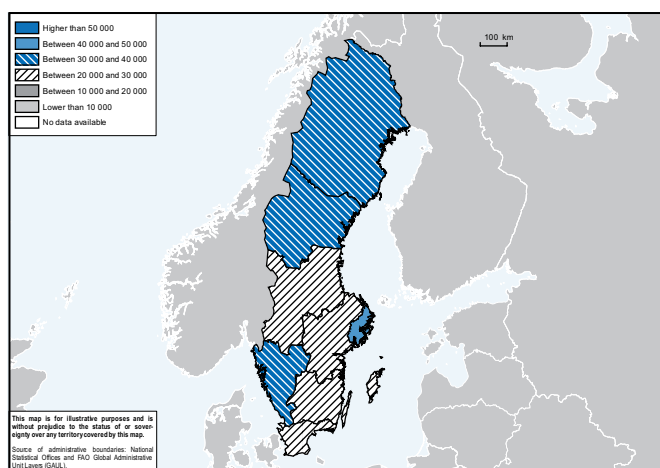 Higher than 50 000
Between 40 000 and 50 000
Between 30 000 and 40 000
Between 20 000 and 30 000
Between 10 000 and 20 000
Lower than 10 000
No data available
100 km
This map is for illustrative purposes and is
without prejudice to the status of or sover-
eignty over any territory covered by this map.
Source of administrative boundaries: National
Statistical Offices and FAO Global Administrative
Unit Layers (GAUL).